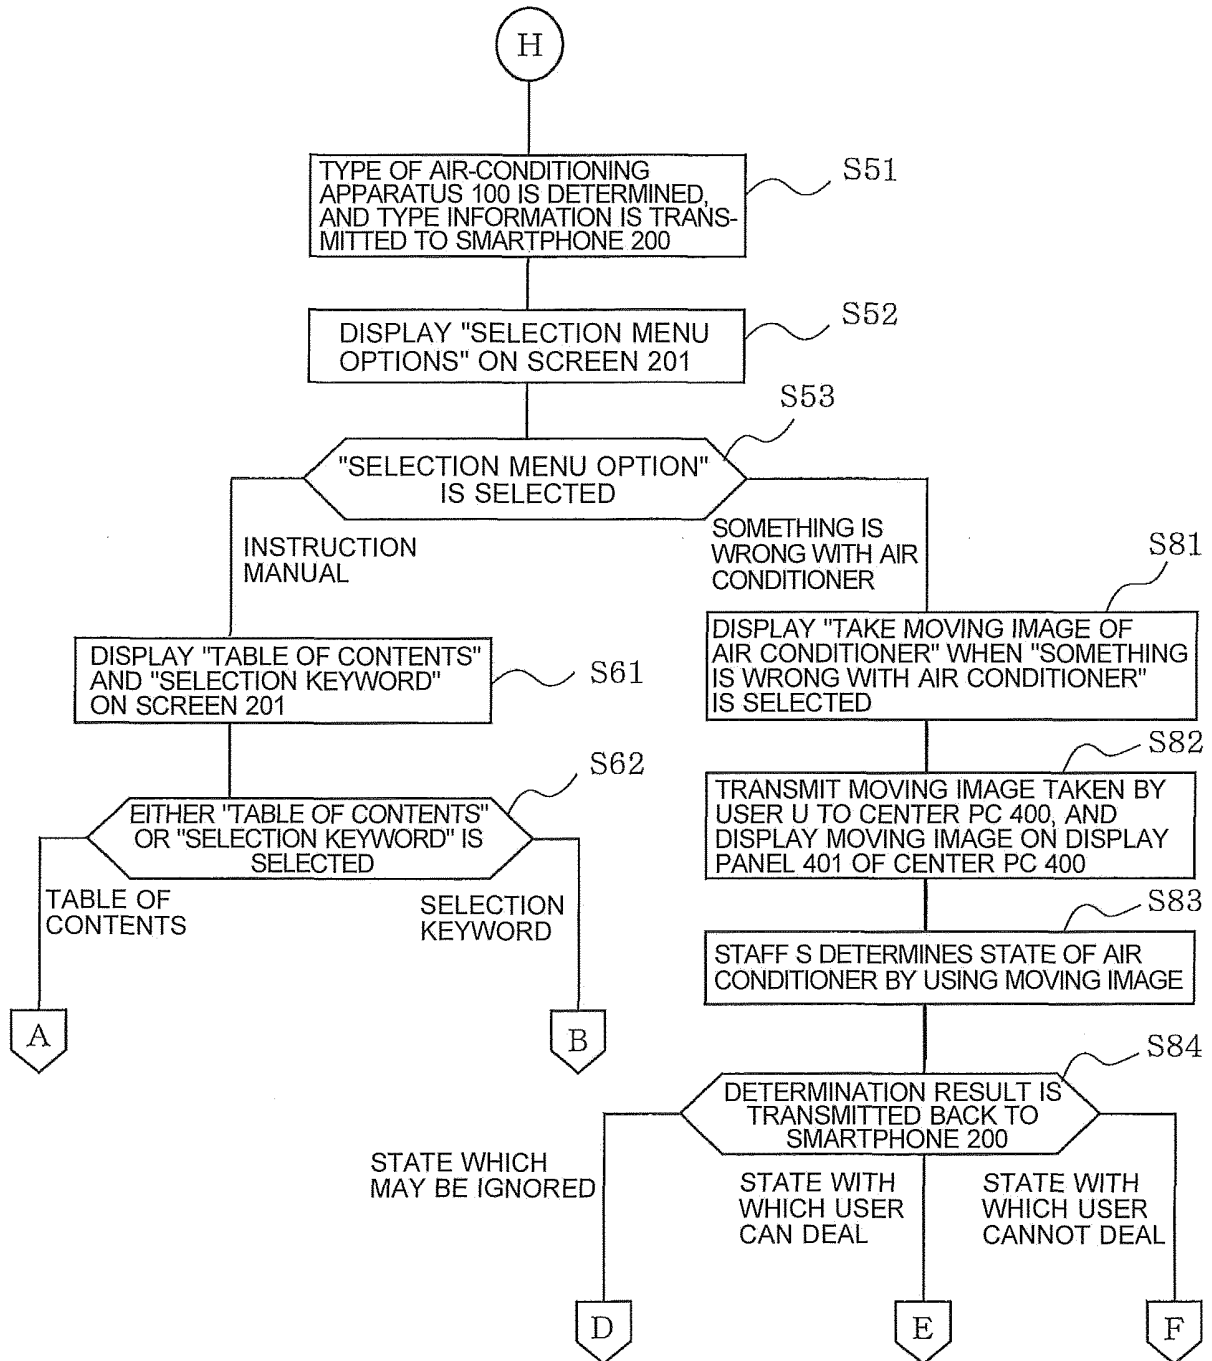 H
TYPE OF AIR-CONDITIONING
APPARATUS 100 IS DETERMINED,
AND TYPE INFORMATION IS TRANS-
MITTED TO SMARTPHONE 200
S51
DISPLAY "SELECTION MENU
OPTIONS" ON SCREEN 201
S52
S53
"SELECTION MENU OPTION"
IS SELECTED
INSTRUCTION
MANUAL
SOMETHING IS
WRONG WITH AIR
CONDITIONER
DISPLAY "TABLE OF CONTENTS"
AND "SELECTION KEYWORD"
ON SCREEN 201
S61
S62
EITHER "TABLE OF CONTENTS"
OR "SELECTION KEYWORD" IS
SELECTED
TABLE OF
CONTENTS
SELECTION
KEYWORD
A
B
S81
DISPLAY "TAKE MOVING IMAGE OF
AIR CONDITIONER" WHEN "SOMETHING
IS WRONG WITH AIR CONDITIONER"
IS SELECTED
S82
TRANSMIT MOVING IMAGE TAKEN BY
USER U TO CENTER PC 400, AND
DISPLAY MOVING IMAGE ON DISPLAY
PANEL 401 OF CENTER PC 400
S83
STAFF S DETERMINES STATE OF AIR
CONDITIONER BY USING MOVING IMAGE
S84
DETERMINATION RESULT IS
TRANSMITTED BACK TO
SMARTPHONE 200
STATE WHICH
MAY BE IGNORED
STATE WITH
WHICH USER
CAN DEAL
STATE WITH
WHICH USER
CANNOT DEAL
D
E
F